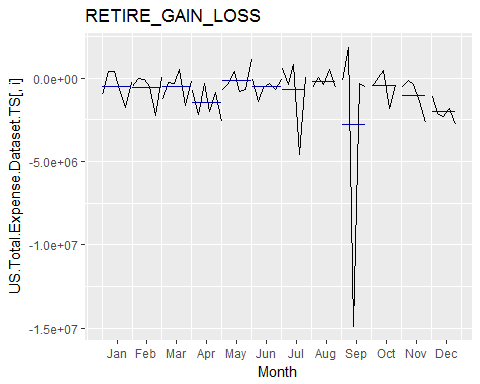 RETIRE_GAIN_LOSS
US.Total.Expense.Dataset.TS[, i]
0.0e+00
-5.0e+06
-1.0e+07
-1.5e+07
Jan Feb Mar Apr May Jun Jul Aug Sep Oct Nov Dec
Month